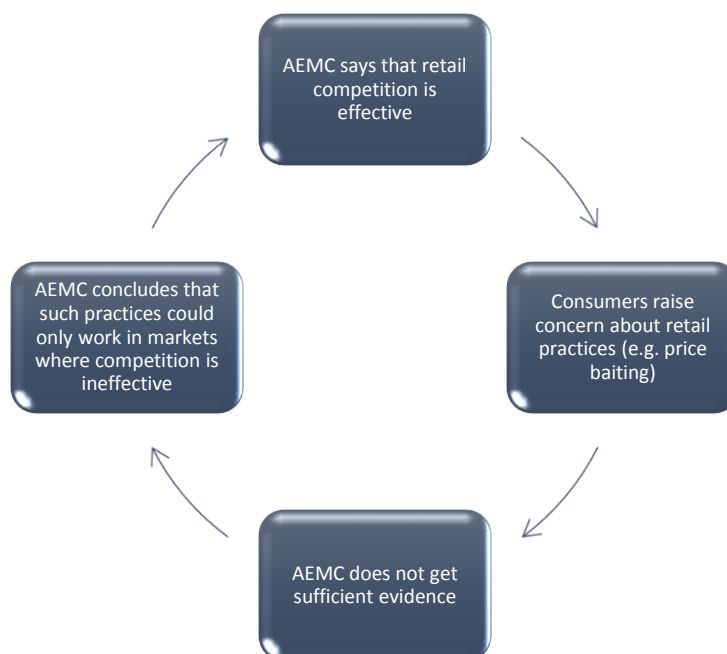 AEMC says that retail
competition is
effective
Consumers raise
concern about retail
practices (e.g. price
baiting)
AEMC does not get
sufficient evidence
AEMC concludes that
such practices could
only work in markets
where competition is
ineffective